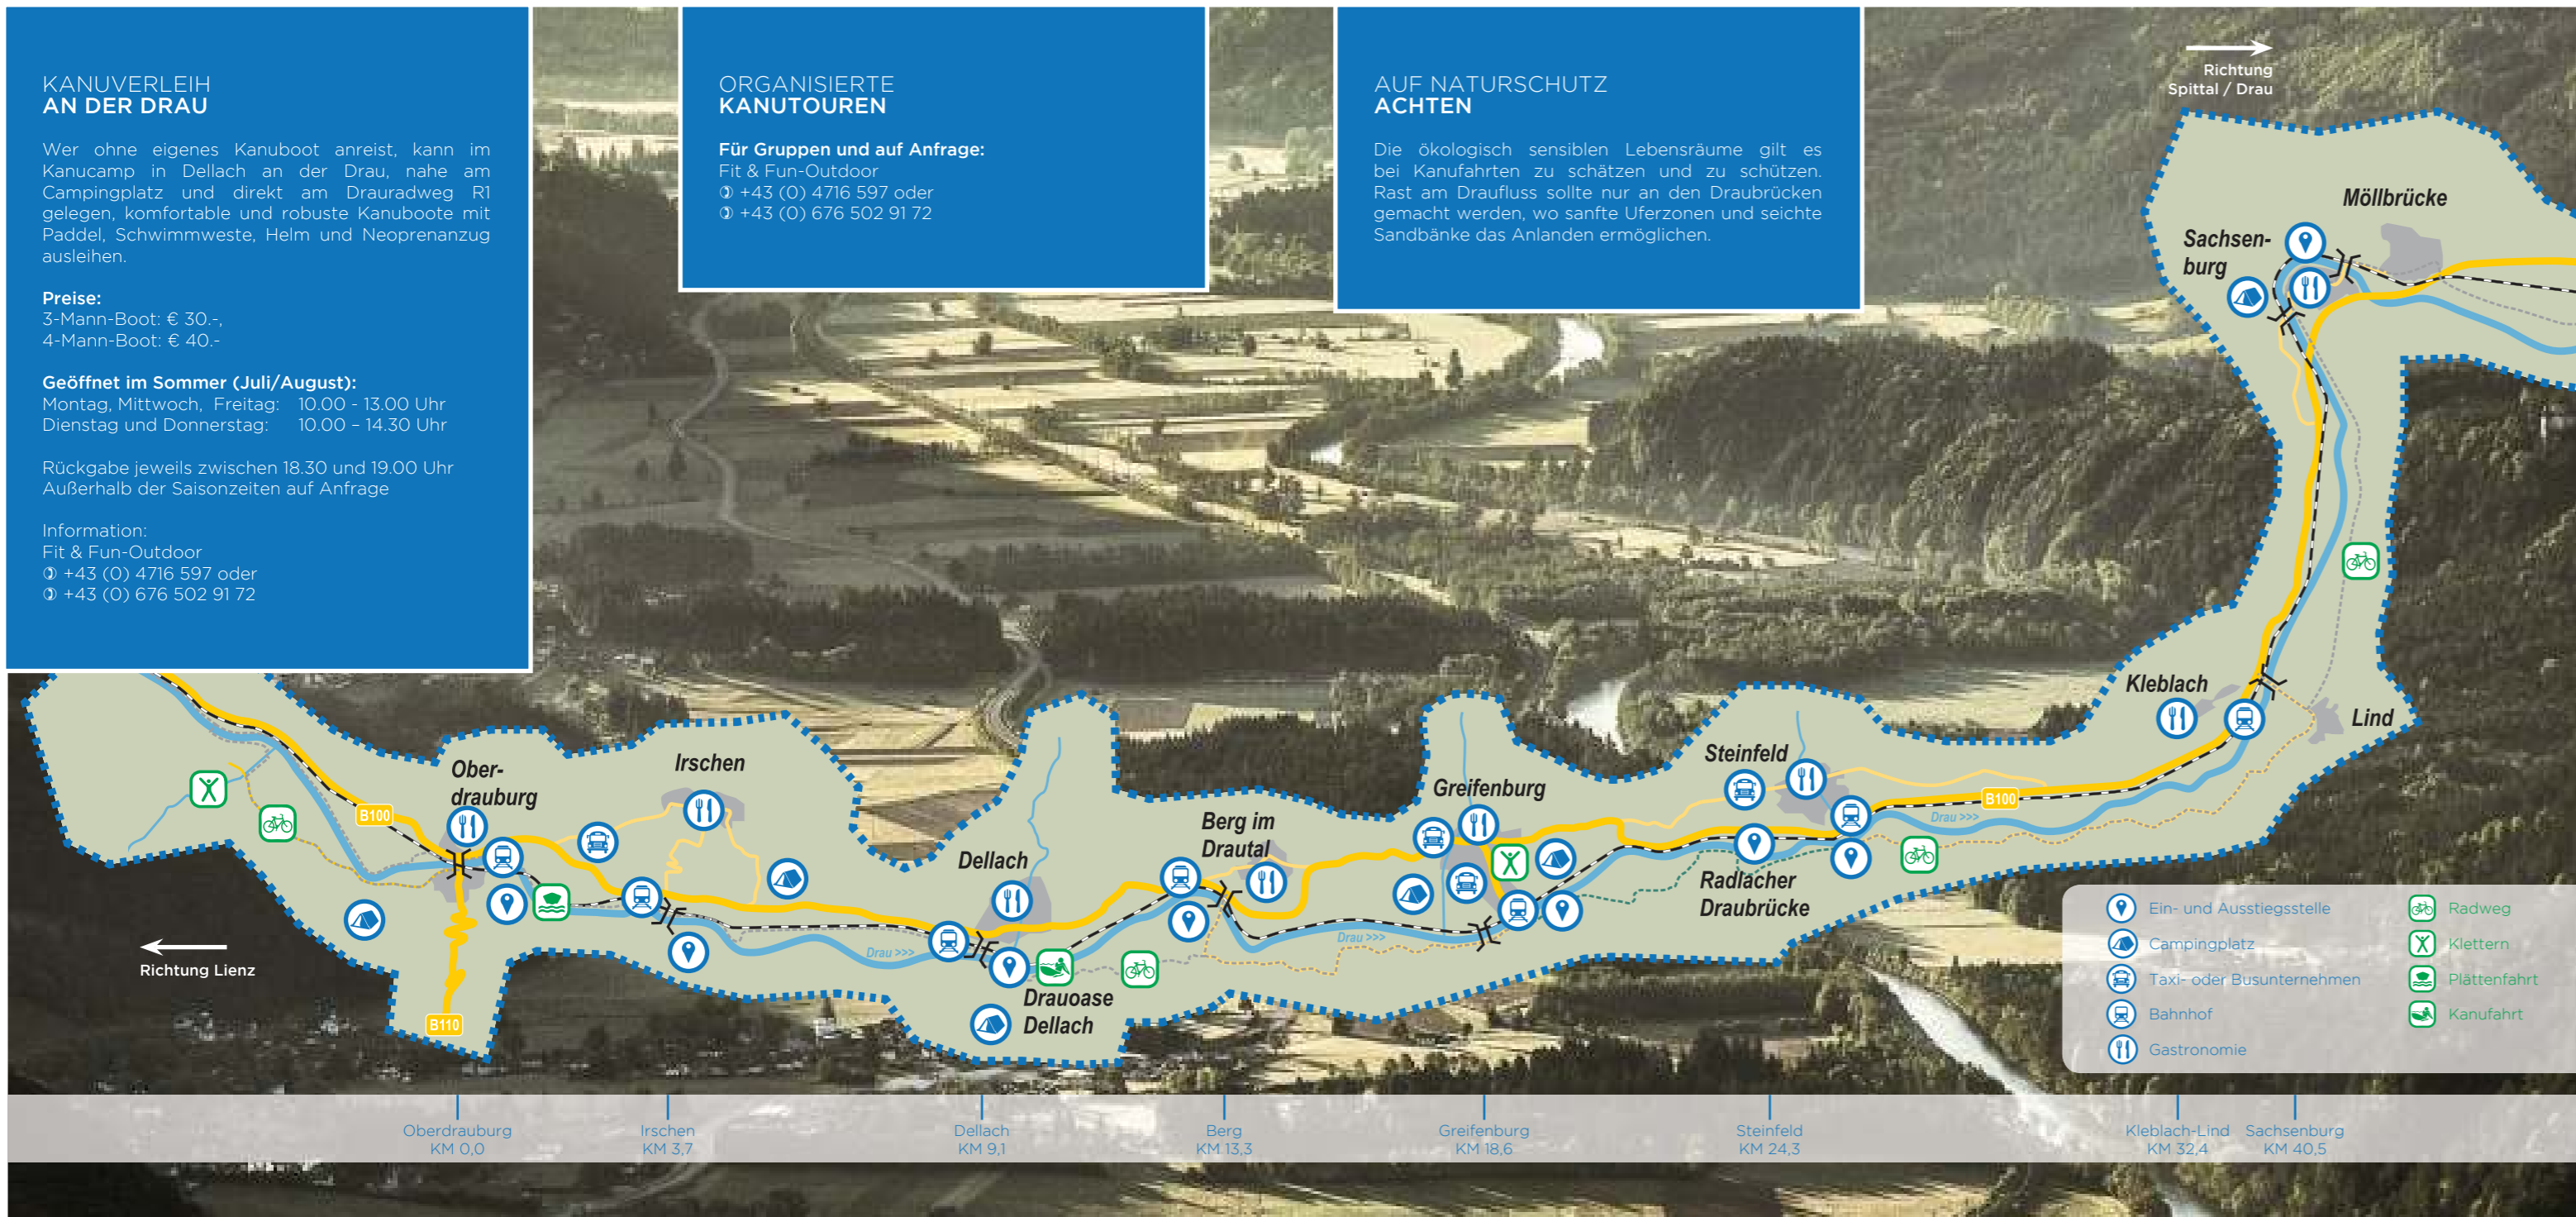 KANUVERLEIH
AN DER DRAU
Wer ohne eigenes Kanuboot anreist, kann im
Kanucamp in Dellach an der Drau, nahe am
Campingplatz und direkt am Drauradweg R1
gelegen, komfortable und robuste Kanuboote mit
Paddel, Schwimmweste, Helm und Neoprenanzug
ausleihen.
Preise:
3-Mann-Boot: € 30.-,
4-Mann-Boot: € 40.-
Geöffnet im Sommer (Juli/August):
Montag, Mittwoch, Freitag: 10.00 - 13.00 Uhr
Dienstag und Donnerstag: 10.00 – 14.30 Uhr
Rückgabe jeweils zwischen 18.30 und 19.00 Uhr
Außerhalb der Saisonzeiten auf Anfrage
Information:
Fit & Fun-Outdoor
+43 (0) 4716 597 oder
+43 (0) 676 502 91 72
ORGANISIERTE
KANUTOUREN
Für Gruppen und auf Anfrage:
Fit & Fun-Outdoor
+43 (0) 4716 597 oder
+43 (0) 676 502 91 72
AUF NATURSCHUTZ
ACHTEN
Die ökologisch sensiblen Lebensräume gilt es
bei Kanufahrten zu schätzen und zu schützen.
Rast am Draufluss sollte nur an den Draubrücken
gemacht werden, wo sanfte Uferzonen und seichte
Sandbänke das Anlanden ermöglichen.
Richtung
Spittal / Drau
Möllbrücke
Sachsen-
burg
Kleblach
Lind
Steinfeld
B100
Drau >>>
Radlacher
Draubrücke
Greifenburg
Berg im
Drautal
Drau >>>
Dellach
Drau >>>
Drauoase
Dellach
Irschen
Ober-
drauburg
B100
B110
Richtung Lienz
Ein- und Ausstiegsstelle
Campingplatz
Taxi- oder Busunternehmen
Bahnhof
Gastronomie
Radweg
Klettern
Plättenfahrt
Kanufahrt
Oberdrauburg
KM 0,0
Irschen
KM 3,7
Dellach
KM 9,1
Berg
KM 13,3
Greifenburg
KM 18,6
Steinfeld
KM 24,3
Kleblach-Lind
KM 32,4
Sachsenburg
KM 40,5